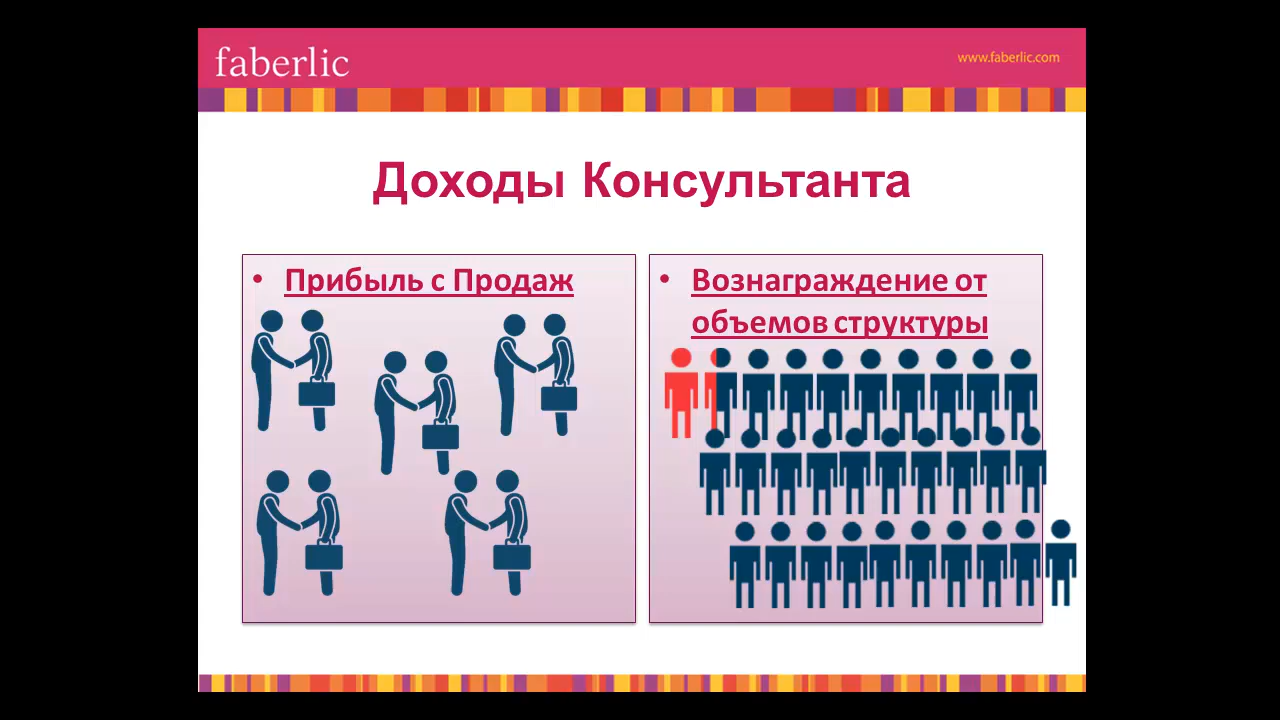 faberlic
www.faberlic.com
Доходы Консультанта
• Прибыль с Продаж
• Вознаграждение от
объемов структуры